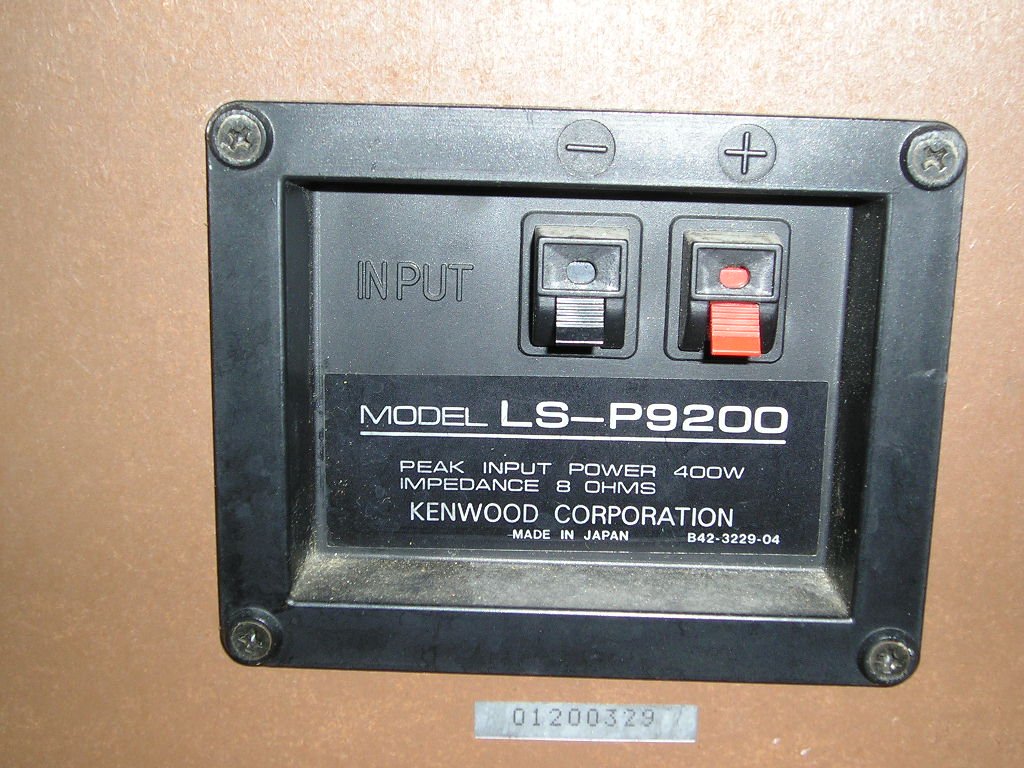 − +
INPUT
MODEL LS-P9200
PEAK INPUT POWER 400W
IMPEDANCE 8 OHMS
KENWOOD CORPORATION
MADE IN JAPAN B42-3229-04
01200329